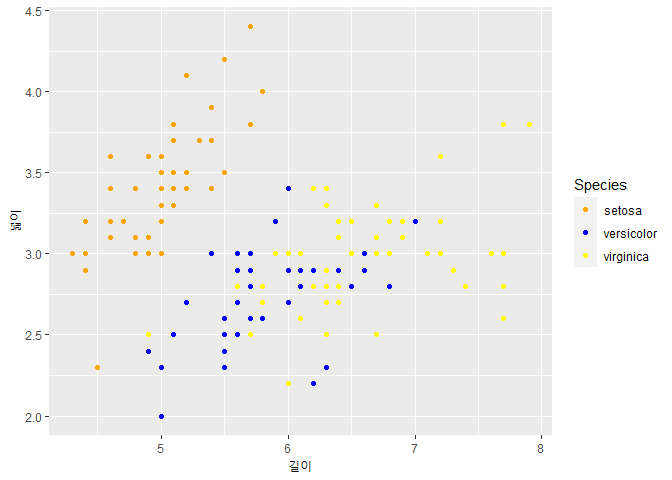 4.5
4.0
3.5
3.0
2.5
2.0
넓이
5
6
7
8
길이
Species
setosa
versicolor
virginica